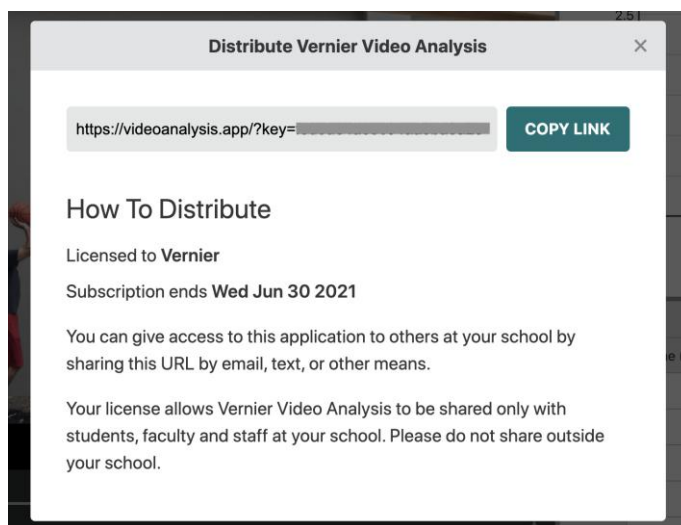 2.5
Distribute Vernier Video Analysis ×
https://videoanalysis.app/?key=
COPY LINK
How To Distribute
Licensed to Vernier
Subscription ends Wed Jun 30 2021
You can give access to this application to others at your school by
sharing this URL by email, text, or other means.
Your license allows Vernier Video Analysis to be shared only with
students, faculty and staff at your school. Please do not share outside
your school.